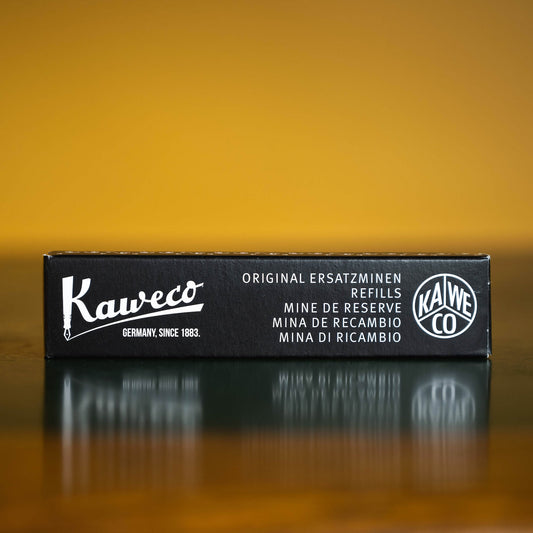 Kaweco
GERMANY, SINCE 1883.
ORIGINAL ERSATZMINEN
REFILLS
MINE DE RESERVE
MINA DE RECAMBIO
MINA DI RICAMBIO
KA WE
CO